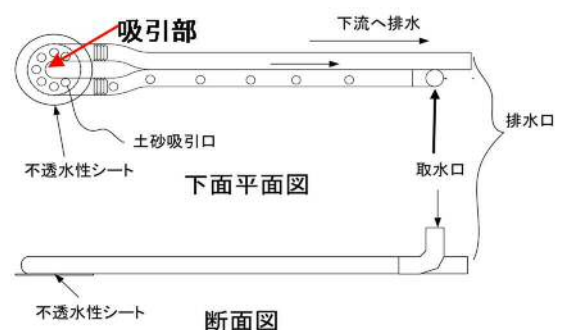 吸引部
下流へ排水
土砂吸引口
排水口
不透水性シート
取水口
下面平面図
不透水性シート
断面図